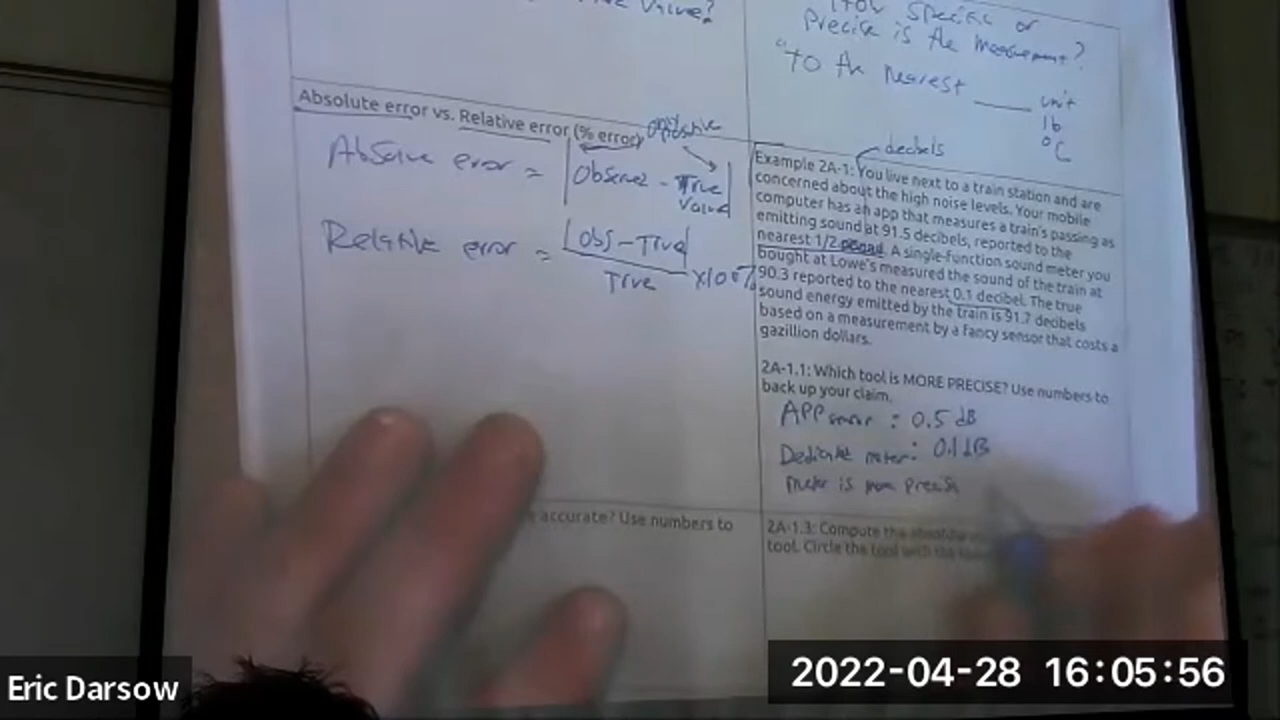 Value?
How specific or
Precise is the measurement?
"To the nearest ____ unit
lb
°C
Absolute error vs. Relative error (% error)
only positive
Absolute error = |Observed - True Value|
Relative error = |obs-True| / True x100%
decibels
Example 2A-1: You live next to a train station and are
concerned about the high noise levels. Your mobile
computer has an app that measures a train's passing as
emitting sound at 91.5 decibels, reported to the
nearest 1/2
. A single-function sound meter you
bought at Lowe's measured the sound of the train at
90.3 reported to the nearest 0.1 decibel. The true
sound energy emitted by the train is 91.7 decibels
based on a measurement by a fancy sensor that costs a
gazillion dollars.
2A-1.1: Which tool is MORE PRECISE? Use numbers to
back up your claim.
APP sensor : 0.5 dB
Dedicated meter: 0.1 dB
meter is more precise
accurate? Use numbers to
2A-1.3: Compute the absolute
tool. Circle the tool with the
Eric Darsow
2022-04-28 16:05:56